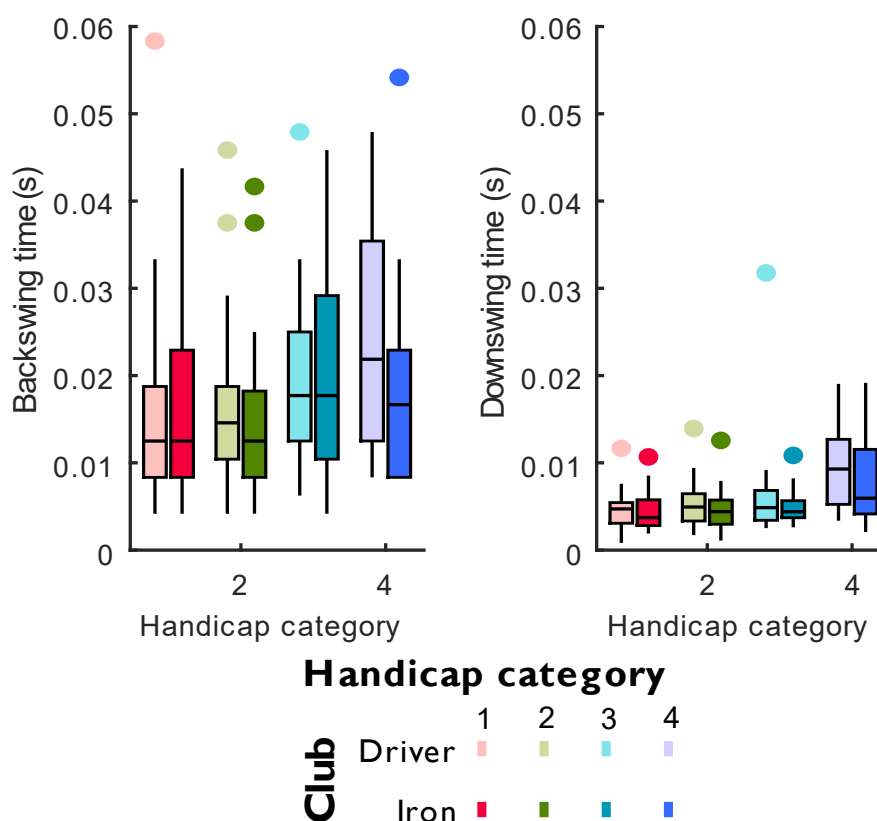 0.06
0.05
0.04
0.03
0.02
0.01
0
Backswing time (s)
2
4
Handicap category
0.06
0.05
0.04
0.03
0.02
0.01
0
Downswing time (s)
2
4
Handicap category
Handicap category
1 2 3 4
Club
Driver
Iron